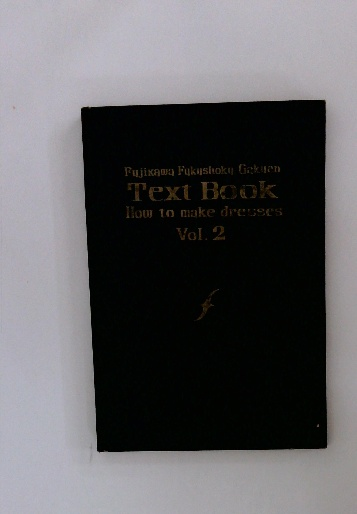 Fujikawa Fukushoku Gakuen
Text Book
How to make dresses
Vol. 2
f